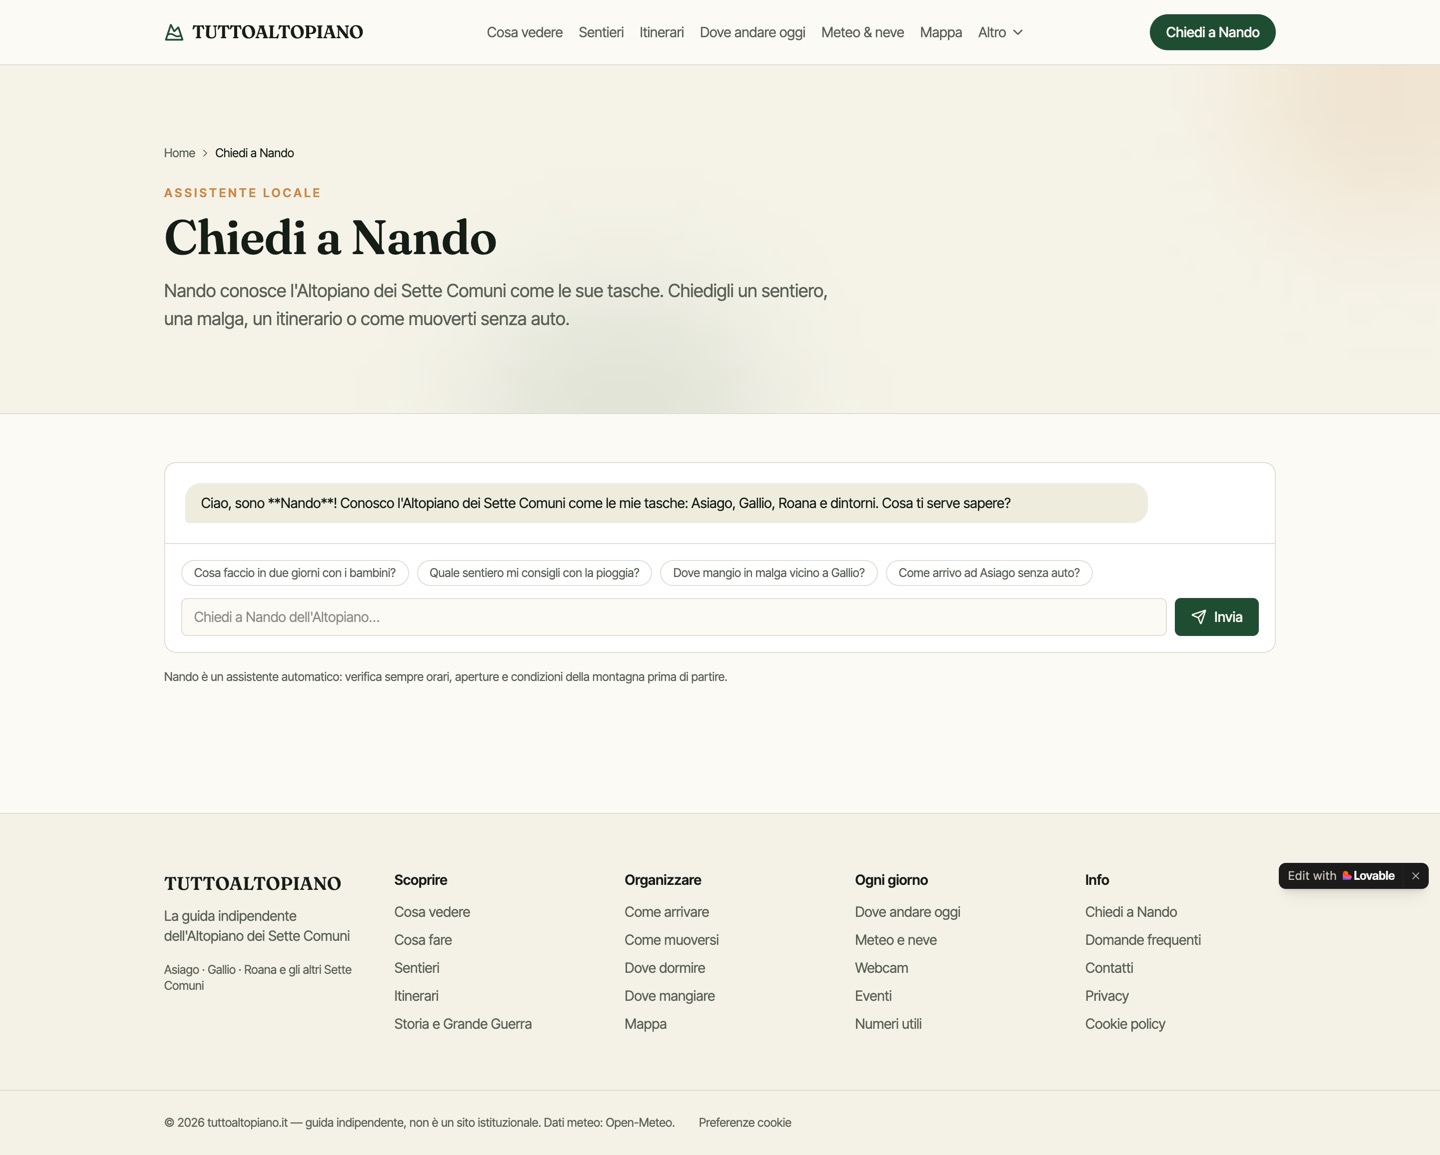 TUTTOALTOPIANO
Cosa vedere
Sentieri
Itinerari
Dove andare oggi
Meteo & neve
Mappa
Altro
Chiedi a Nando
Home > Chiedi a Nando
ASSISTENTE LOCALE
Chiedi a Nando
Nando conosce l'Altopiano dei Sette Comuni come le sue tasche. Chiedigli un sentiero,
una malga, un itinerario o come muoverti senza auto.
Ciao, sono **Nando**! Conosco l'Altopiano dei Sette Comuni come le mie tasche: Asiago, Gallio, Roana e dintorni. Cosa ti serve sapere?
Cosa faccio in due giorni con i bambini?
Quale sentiero mi consigli con la pioggia?
Dove mangio in malga vicino a Gallio?
Come arrivo ad Asiago senza auto?
Chiedi a Nando dell'Altopiano...
Invia
Nando è un assistente automatico: verifica sempre orari, aperture e condizioni della montagna prima di partire.
TUTTOALTOPIANO
La guida indipendente
dell'Altopiano dei Sette Comuni
Asiago · Gallio · Roana e gli altri Sette
Comuni
Scoprire
Cosa vedere
Cosa fare
Sentieri
Itinerari
Storia e Grande Guerra
Organizzare
Come arrivare
Come muoversi
Dove dormire
Dove mangiare
Mappa
Ogni giorno
Dove andare oggi
Meteo e neve
Webcam
Eventi
Numeri utili
Info
Chiedi a Nando
Domande frequenti
Contatti
Privacy
Cookie policy
Edit with Lovable
© 2026 tuttoaltopiano.it — guida indipendente, non è un sito istituzionale. Dati meteo: Open-Meteo.
Preferenze cookie